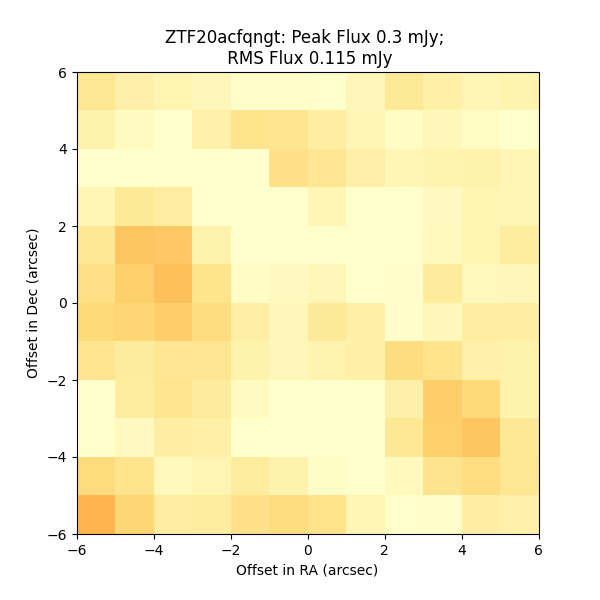 ZTF20acfqngt: Peak Flux 0.3 mJy;
RMS Flux 0.115 mJy
6
4
2
0
−2
−4
−6
Offset in Dec (arcsec)
−6 −4 −2 0 2 4 6
Offset in RA (arcsec)